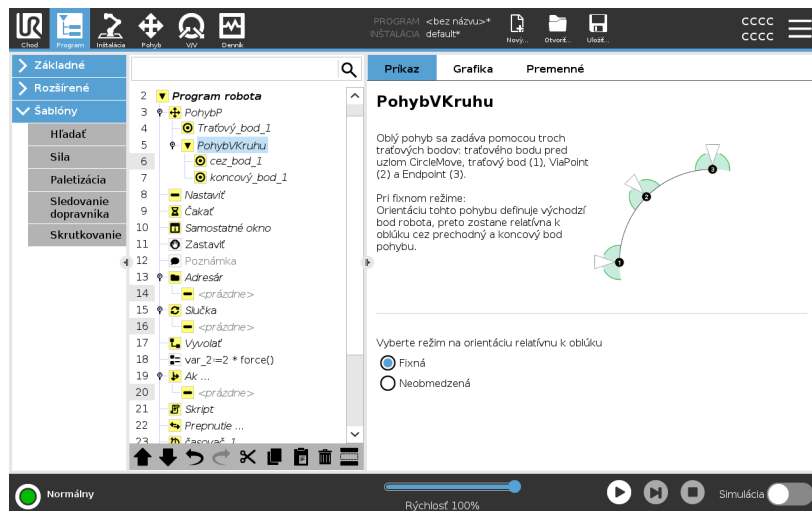 UR
PROGRAM <bez názvu>*
INŠTALÁCIA default*
CCCC
CCCC
Chod Program Inštalácia Pohyb V/V Denník Nový... Otvoriť... Uložiť...
Základné
Rozšírené
Šablóny
Hľadať
Sila
Paletizácia
Sledovanie
dopravníka
Skrutkovanie
2 Program robota
3 PohybP
4 Traťový_bod_1
5 PohybVKruhu
6 cez_bod_1
7 koncový_bod_1
8 Nastaviť
9 Čakať
10 Samostatné okno
11 Zastaviť
12 Poznámka
13 Adresár
14 <prázdne>
15 Slučka
16 <prázdne>
17 Vyvolať
18 var_2≔2 * force()
19 Ak ...
20 <prázdne>
21 Skript
22 Prepnutie ...
23 časovač_1
Príkaz Grafika Premenné
PohybVKruhu
Oblý pohyb sa zadáva pomocou troch
traťových bodov: traťového bodu pred
uzlom CircleMove, traťový bod (1), ViaPoint
(2) a Endpoint (3).
Pri fixnom režime:
Orientáciu tohto pohybu definuje východzí
bod robota, preto zostane relatívna k
oblúku cez prechodný a koncový bod
pohybu.
3
2
1
Vyberte režim na orientáciu relatívnu k oblúku
Fixná
Neobmedzená
Normálny
Rýchlosť 100%
Simulácia